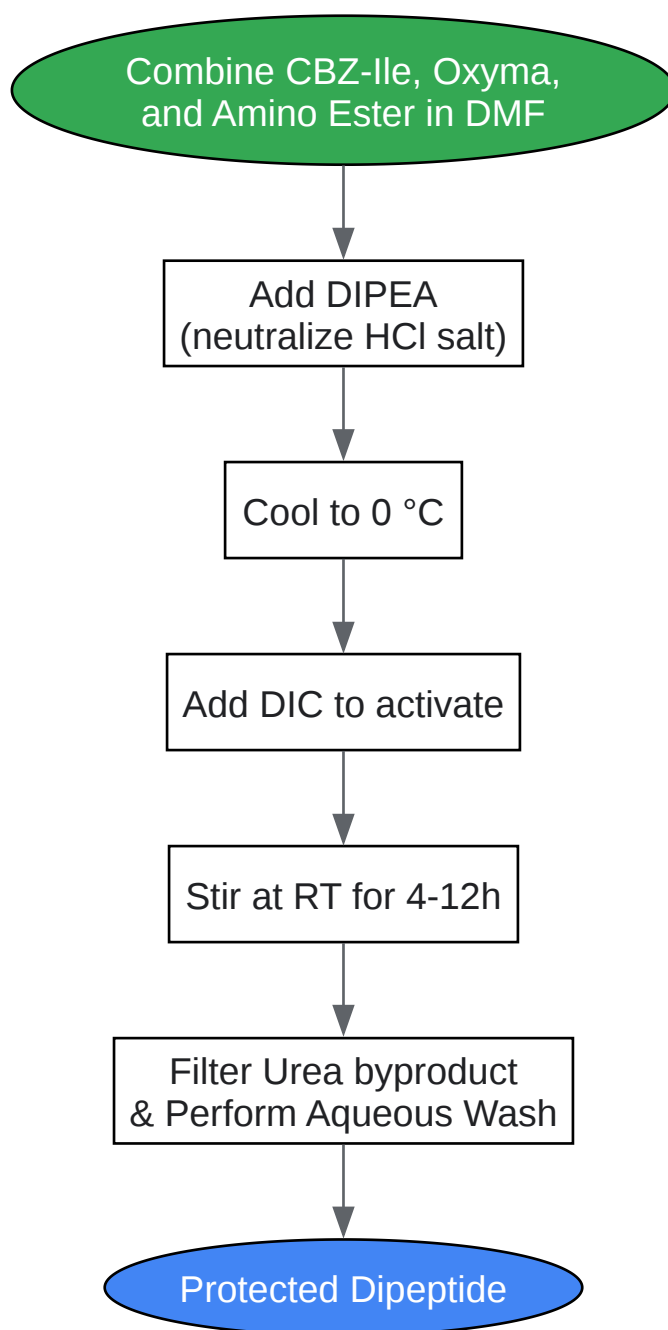 Combine CBZ-Ile, Oxyma,
and Amino Ester in DMF
Add DIPEA
(neutralize HCl salt)
Cool to 0 °C
Add DIC to activate
Stir at RT for 4-12h
Filter Urea byproduct
& Perform Aqueous Wash
Protected Dipeptide